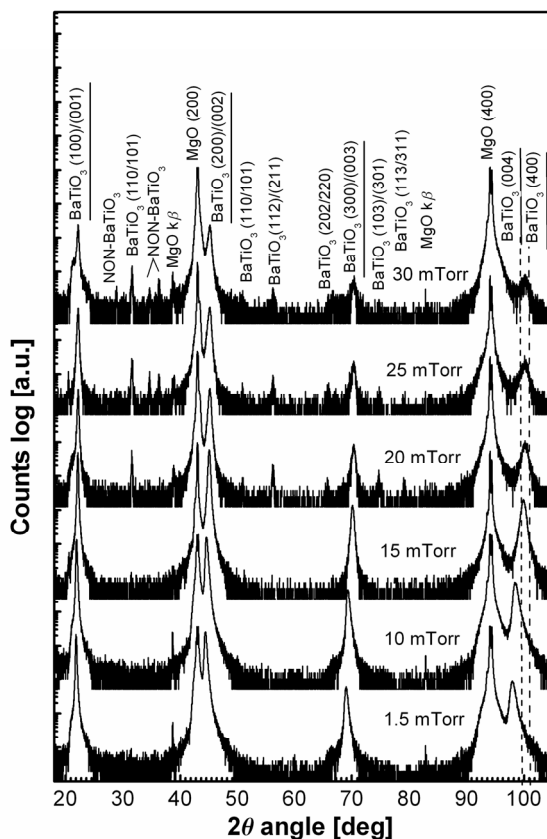 Counts log [a.u.]
BaTiO3 (100)/(001)
NON-BaTiO3
BaTiO3 (110/101)
>NON-BaTiO3
MgO kβ
MgO (200)
BaTiO3 (200)/(002)
BaTiO3 (110/101)
BaTiO3(112)/(211)
BaTiO3 (202/220)
BaTiO3 (300)/(003)
BaTiO3 (103)/(301)
BaTiO3 (113/311)
MgO kβ
MgO (400)
BaTiO3 (004)
BaTiO3 (400)
30 mTorr
25 mTorr
20 mTorr
15 mTorr
10 mTorr
1.5 mTorr
20 30 40 50 60 70 80 90 100
2θ angle [deg]